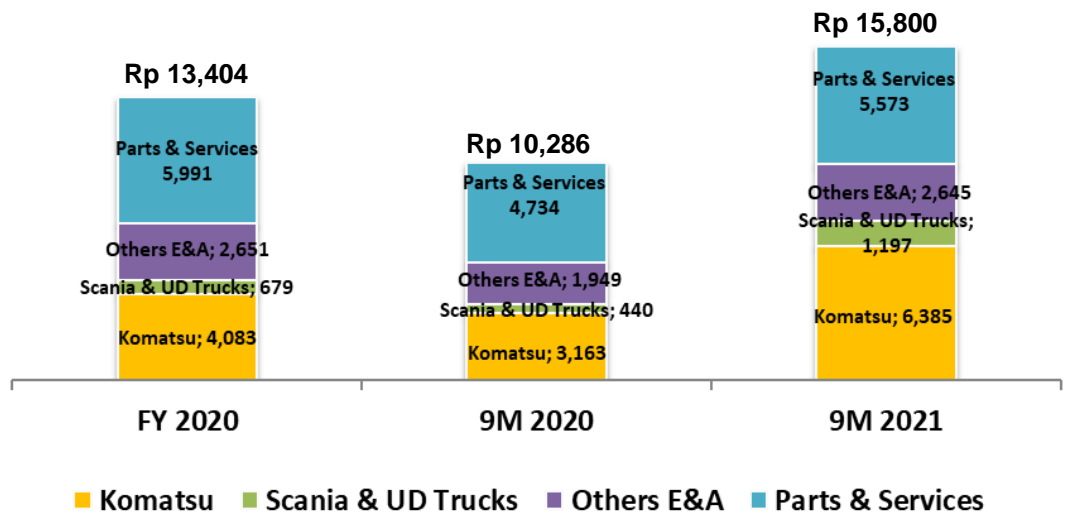 Rp 13,404
Parts & Services
5,991
Others E&A; 2,651
Scania & UD Trucks; 679
Komatsu; 4,083
Rp 10,286
Parts & Services
4,734
Others E&A; 1,949
Scania & UD Trucks; 440
Komatsu; 3,163
Rp 15,800
Parts & Services
5,573
Others E&A; 2,645
Scania & UD Trucks;
1,197
Komatsu; 6,385
FY 2020
9M 2020
9M 2021
Komatsu
Scania & UD Trucks
Others E&A
Parts & Services